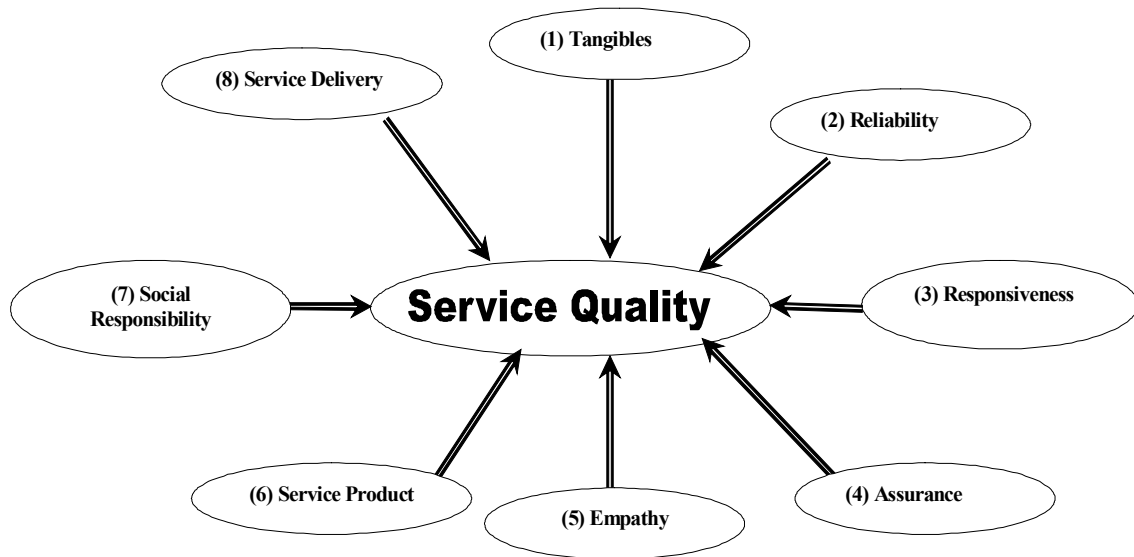 (1) Tangibles
(8) Service Delivery
(2) Reliability
(7) Social
Responsibility
Service Quality
(3) Responsiveness
(6) Service Product
(5) Empathy
(4) Assurance